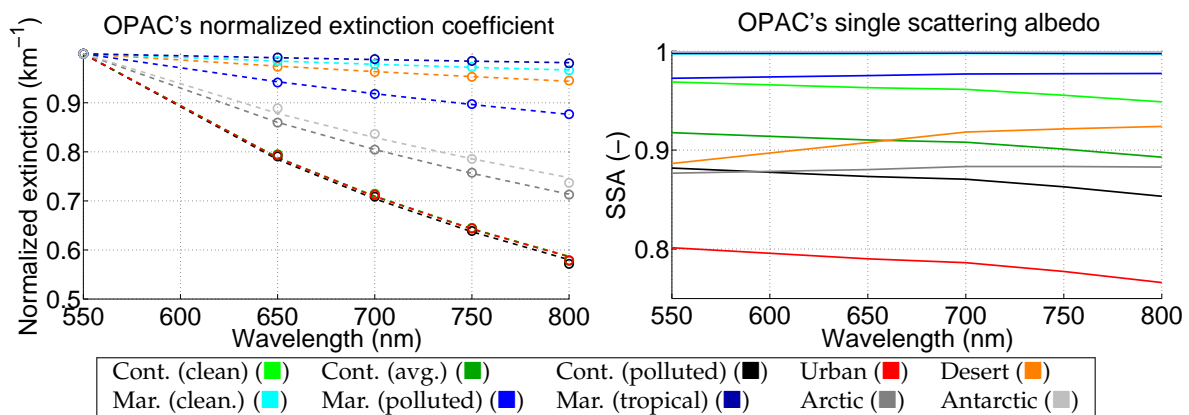 OPAC's normalized extinction coefficient
Normalized extinction (km−1)
0.9
0.8
0.7
0.6
0.5
550 600 650 700 750 800
Wavelength (nm)
OPAC's single scattering albedo
SSA (−)
1
0.9
0.8
550 600 650 700 750 800
Wavelength (nm)
Cont. (clean) (■) Cont. (avg.) (■) Cont. (polluted) (■) Urban (■) Desert (■)
Mar. (clean.) (■) Mar. (polluted) (■) Mar. (tropical) (■) Arctic (■) Antarctic (■)